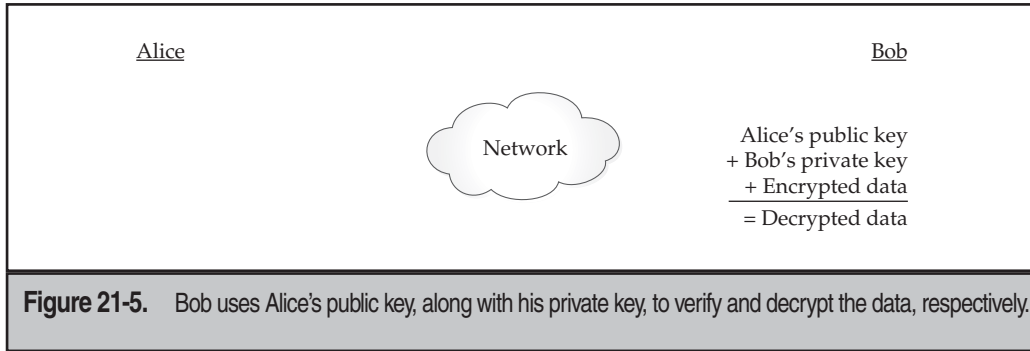 Alice
Bob
Network
Alice's public key
+ Bob's private key
+ Encrypted data
= Decrypted data
Figure 21-5. Bob uses Alice's public key, along with his private key, to verify and decrypt the data, respectively.